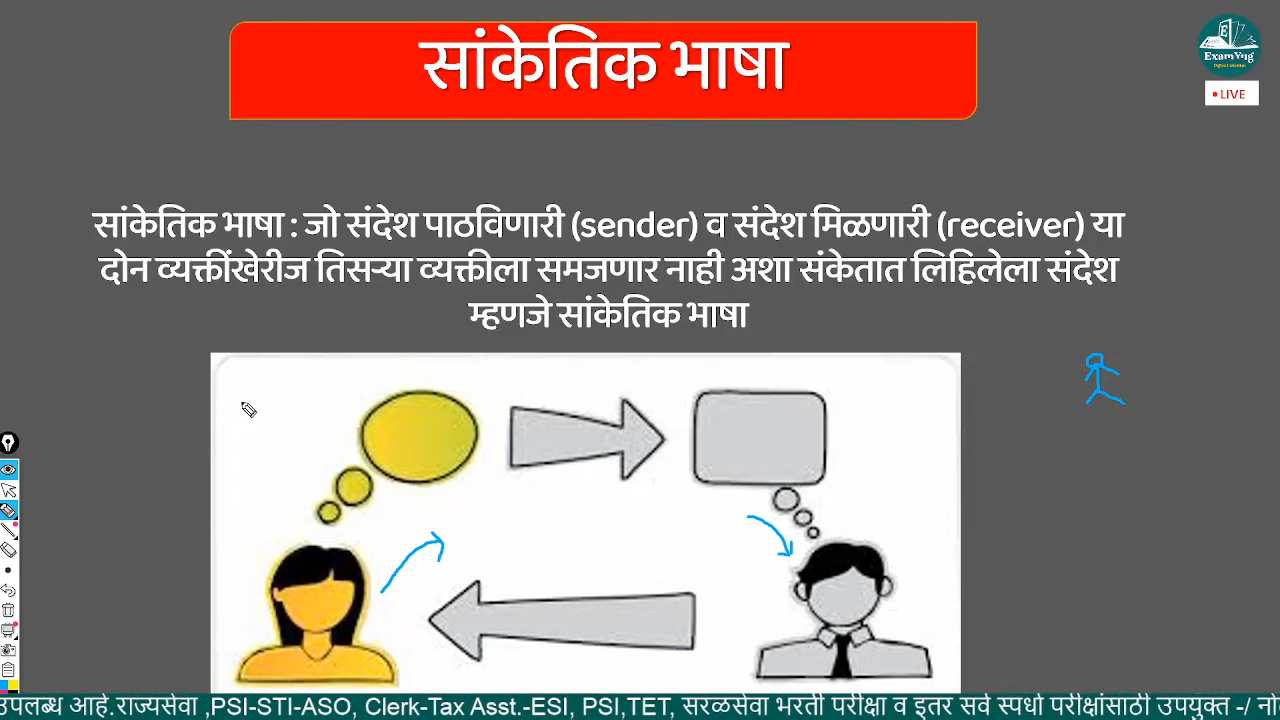 सांकेतिक भाषा
ExamYug
LIVE
सांकेतिक भाषा : जो संदेश पाठविणारी (sender) व संदेश मिळणारी (receiver) या
दोन व्यक्तींखेरीज तिसऱ्या व्यक्तीला समजणार नाही अशा संकेतात लिहिलेला संदेश
म्हणजे सांकेतिक भाषा
उपलब्ध आहे.राज्यसेवा ,PSI-STI-ASO, Clerk-Tax Asst.-ESI, PSI,TET, सरळसेवा भरती परीक्षा व इतर सर्व स्पर्धा परीक्षांसाठी उपयुक्त -/